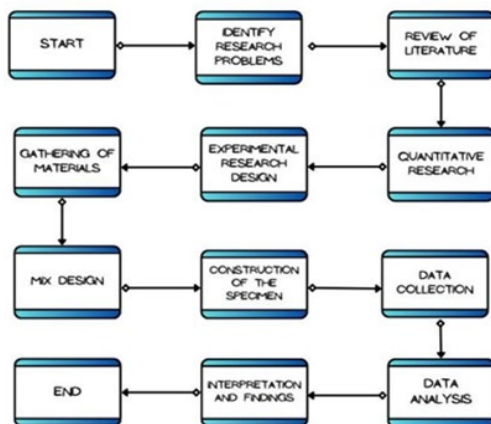 START
IDENTIFY
RESEARCH
PROBLEMS
REVIEW OF
LITERATURE
GATHERING OF
MATERIALS
EXPERIMENTAL
RESEARCH
DESIGN
QUANTITATIVE
RESEARCH
MIX DESIGN
CONSTRUCTION
OF THE
SPECIMEN
DATA
COLLECTION
END
INTERPRETATION
AND FINDINGS
DATA
ANALYSIS